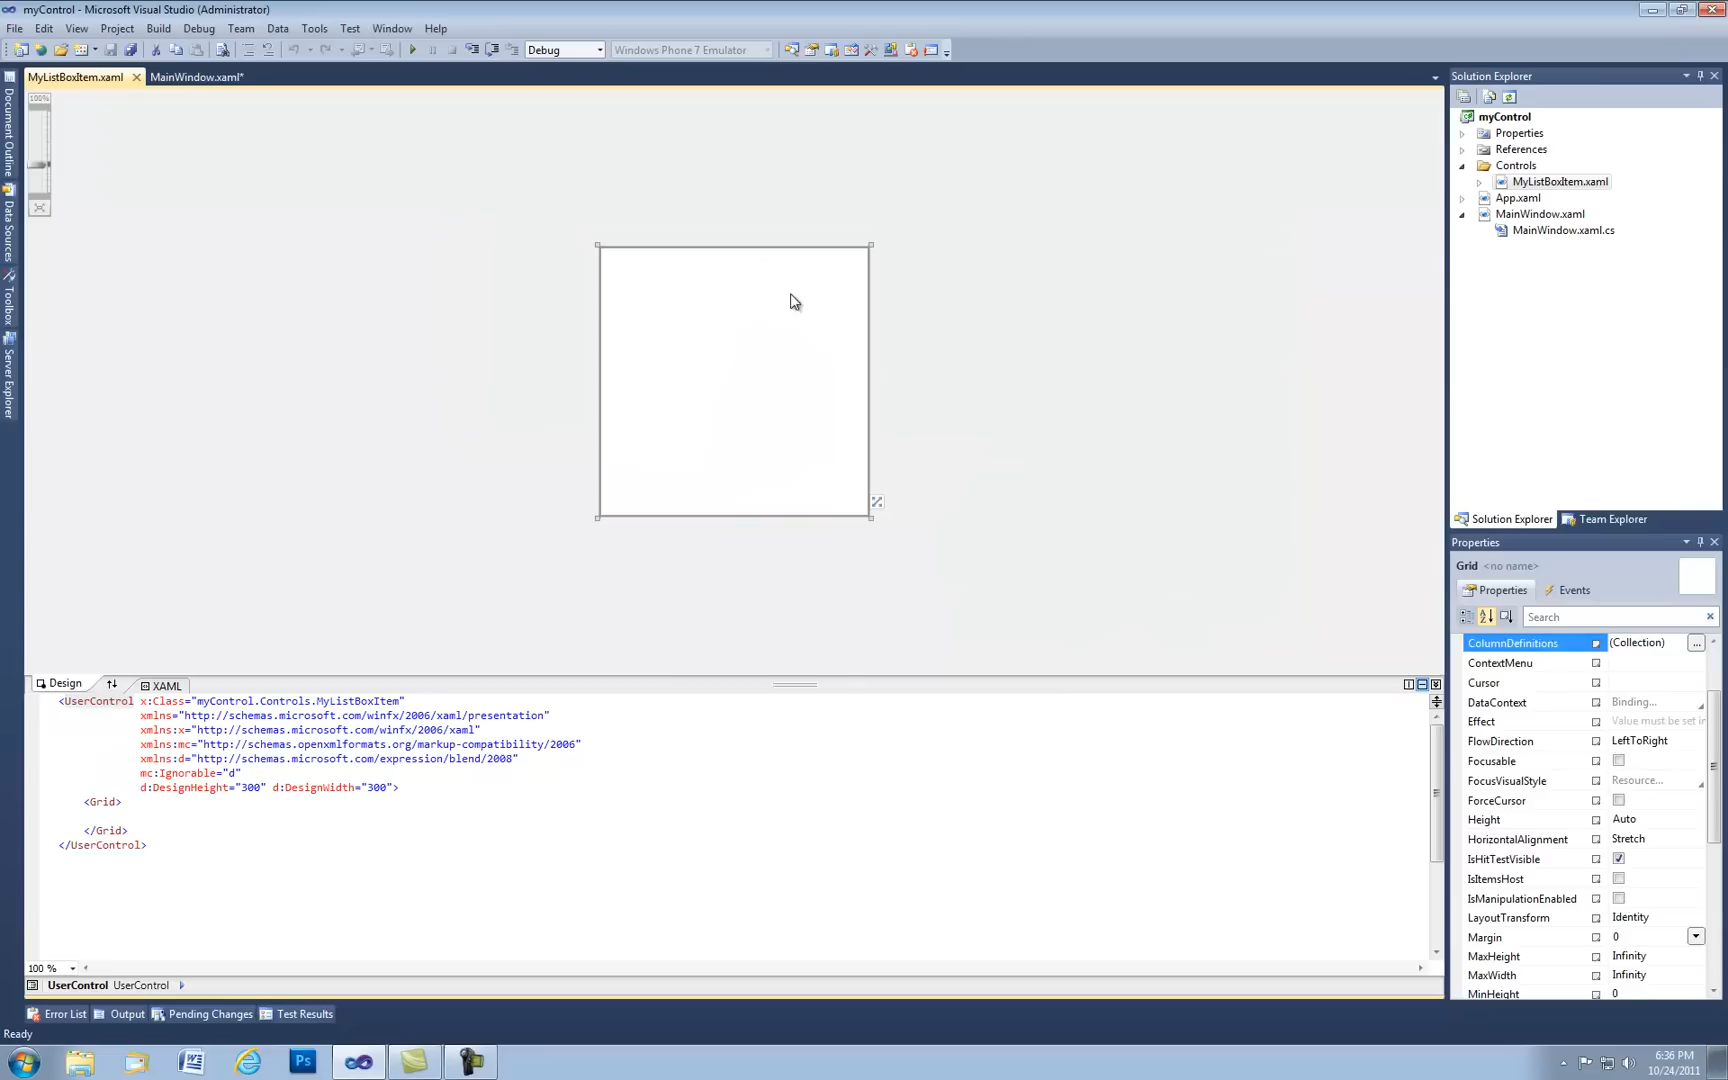 myControl - Microsoft Visual Studio (Administrator)
File Edit View Project Build Debug Team Data Tools Test Window Help
Debug Windows Phone 7 Emulator
MyListBoxItem.xaml MainWindow.xaml*
100%
Document Outline
Data Sources
Toolbox
Server Explorer
Design XAML
<UserControl x:Class="myControl.Controls.MyListBoxItem"
xmlns="http://schemas.microsoft.com/winfx/2006/xaml/presentation"
xmlns:x="http://schemas.microsoft.com/winfx/2006/xaml"
xmlns:mc="http://schemas.openxmlformats.org/markup-compatibility/2006"
xmlns:d="http://schemas.microsoft.com/expression/blend/2008"
mc:Ignorable="d"
d:DesignHeight="300" d:DesignWidth="300">
<Grid>
</Grid>
</UserControl>
100 %
UserControl UserControl
Error List Output Pending Changes Test Results
Ready
Solution Explorer
myControl
Properties
References
Controls
MyListBoxItem.xaml
App.xaml
MainWindow.xaml
MainWindow.xaml.cs
Solution Explorer Team Explorer
Properties
Grid <no name>
Properties Events
Search
ColumnDefinitions (Collection) ...
ContextMenu
Cursor
DataContext Binding...
Effect Value must be set in
FlowDirection LeftToRight
Focusable
FocusVisualStyle Resource...
ForceCursor
Height Auto
HorizontalAlignment Stretch
IsHitTestVisible
IsItemsHost
IsManipulationEnabled
LayoutTransform Identity
Margin 0
MaxHeight Infinity
MaxWidth Infinity
MinHeight 0
Ps
6:36 PM
10/24/2011